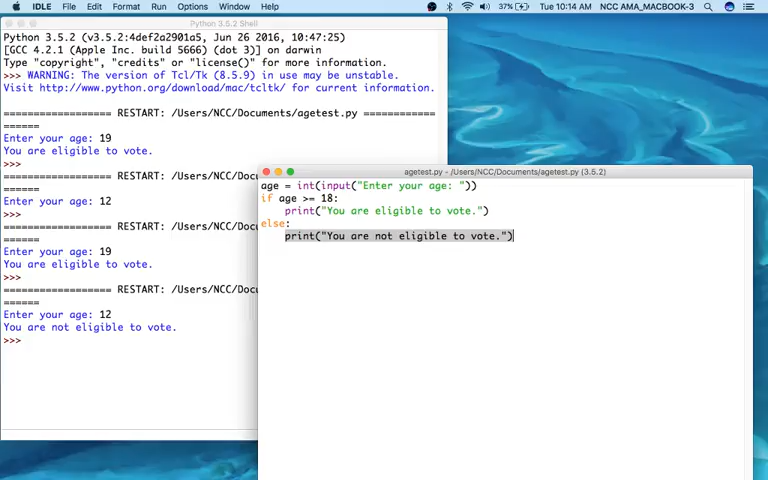 IDLE File Edit Format Run Options Window Help 37% Tue 10:14 AM NCC AMA_MACBOOK-3
Python 3.5.2 Shell
Python 3.5.2 (v3.5.2:4def2a2901a5, Jun 26 2016, 10:47:25)
[GCC 4.2.1 (Apple Inc. build 5666) (dot 3)] on darwin
Type "copyright", "credits" or "license()" for more information.
>>> WARNING: The version of Tcl/Tk (8.5.9) in use may be unstable.
Visit http://www.python.org/download/mac/tcltk/ for current information.
================== RESTART: /Users/NCC/Documents/agetest.py ============
======
Enter your age: 19
You are eligible to vote.
>>>
================== RESTART: /Users/NCC/Docu
======
Enter your age: 12
>>>
================== RESTART: /Users/NCC/Docu
======
Enter your age: 19
You are eligible to vote.
>>>
================== RESTART: /Users/NCC/Docu
======
Enter your age: 12
You are not eligible to vote.
>>>
agetest.py - /Users/NCC/Documents/agetest.py (3.5.2)
age = int(input("Enter your age: "))
if age >= 18:
    print("You are eligible to vote.")
else:
    print("You are not eligible to vote.")